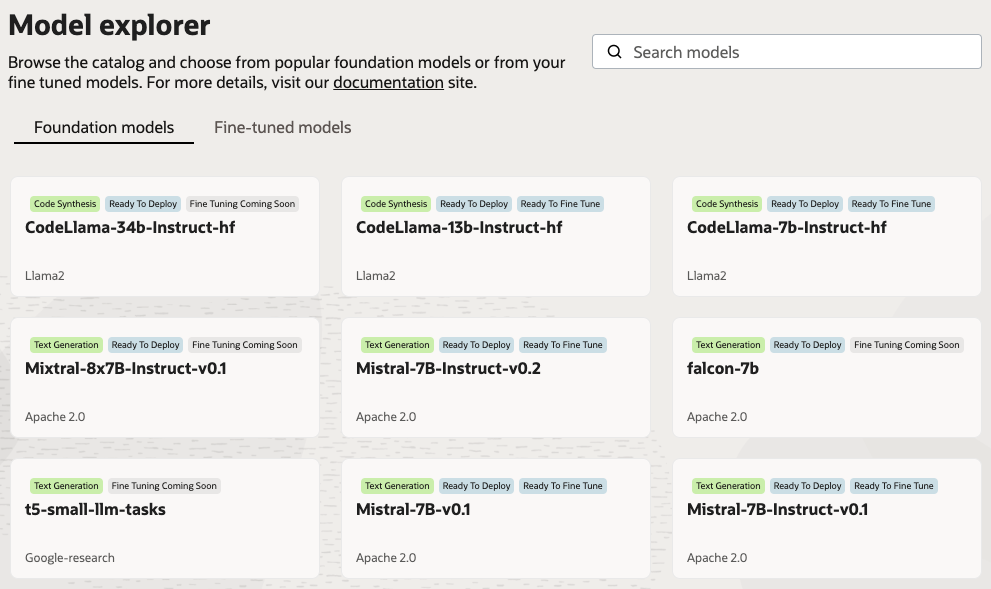 Model explorer
Browse the catalog and choose from popular foundation models or from your
fine tuned models. For more details, visit our documentation site.
Search models
Foundation models
Fine-tuned models
Code Synthesis Ready To Deploy Fine Tuning Coming Soon
CodeLlama-34b-Instruct-hf
Llama2
Code Synthesis Ready To Deploy Ready To Fine Tune
CodeLlama-13b-Instruct-hf
Llama2
Code Synthesis Ready To Deploy Ready To Fine Tune
CodeLlama-7b-Instruct-hf
Llama2
Text Generation Ready To Deploy Fine Tuning Coming Soon
Mixtral-8x7B-Instruct-v0.1
Apache 2.0
Text Generation Ready To Deploy Ready To Fine Tune
Mistral-7B-Instruct-v0.2
Apache 2.0
Text Generation Ready To Deploy Fine Tuning Coming Soon
falcon-7b
Apache 2.0
Text Generation Fine Tuning Coming Soon
t5-small-llm-tasks
Google-research
Text Generation Ready To Deploy Ready To Fine Tune
Mistral-7B-v0.1
Apache 2.0
Text Generation Ready To Deploy Ready To Fine Tune
Mistral-7B-Instruct-v0.1
Apache 2.0